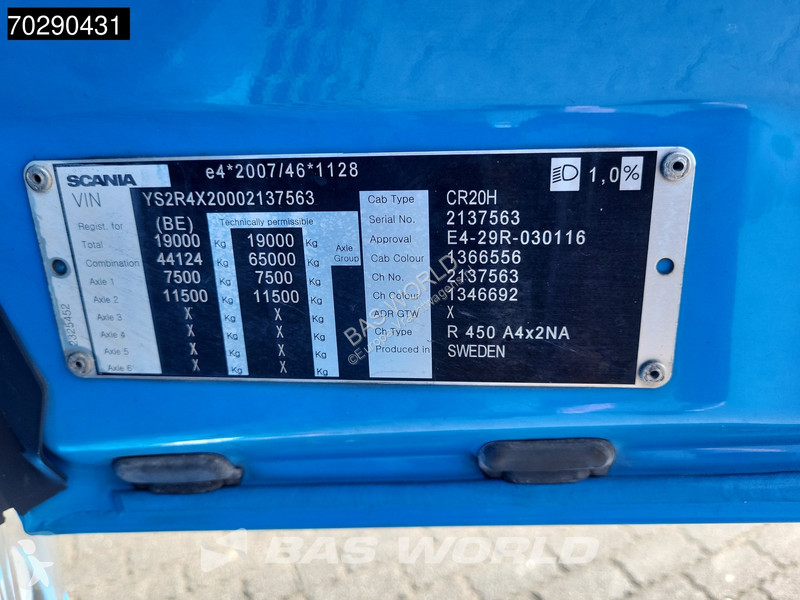 70290431
SCANIA e4*2007/46*1128 1,0%
VIN YS2R4X20002137563 Cab Type CR20H
Regist. for (BE) Technically permissible Serial No. 2137563
Total 19000 Kg 19000 Kg Axle Group Approval E4-29R-030116
Combination 44124 Kg 65000 Kg Cab Colour 1366556
Axle 1 7500 Kg 7500 Kg Ch No. 2137563
Axle 2 11500 Kg 11500 Kg Ch Colour 1346692
Axle 3 X Kg X Kg ADR GTW X
Axle 4 X Kg X Kg Ch Type R 450 A4x2NA
Axle 5 X Kg X Kg Produced in SWEDEN
Axle 6 X Kg X Kg
2325452
BAS WORLD
BAS WORLD